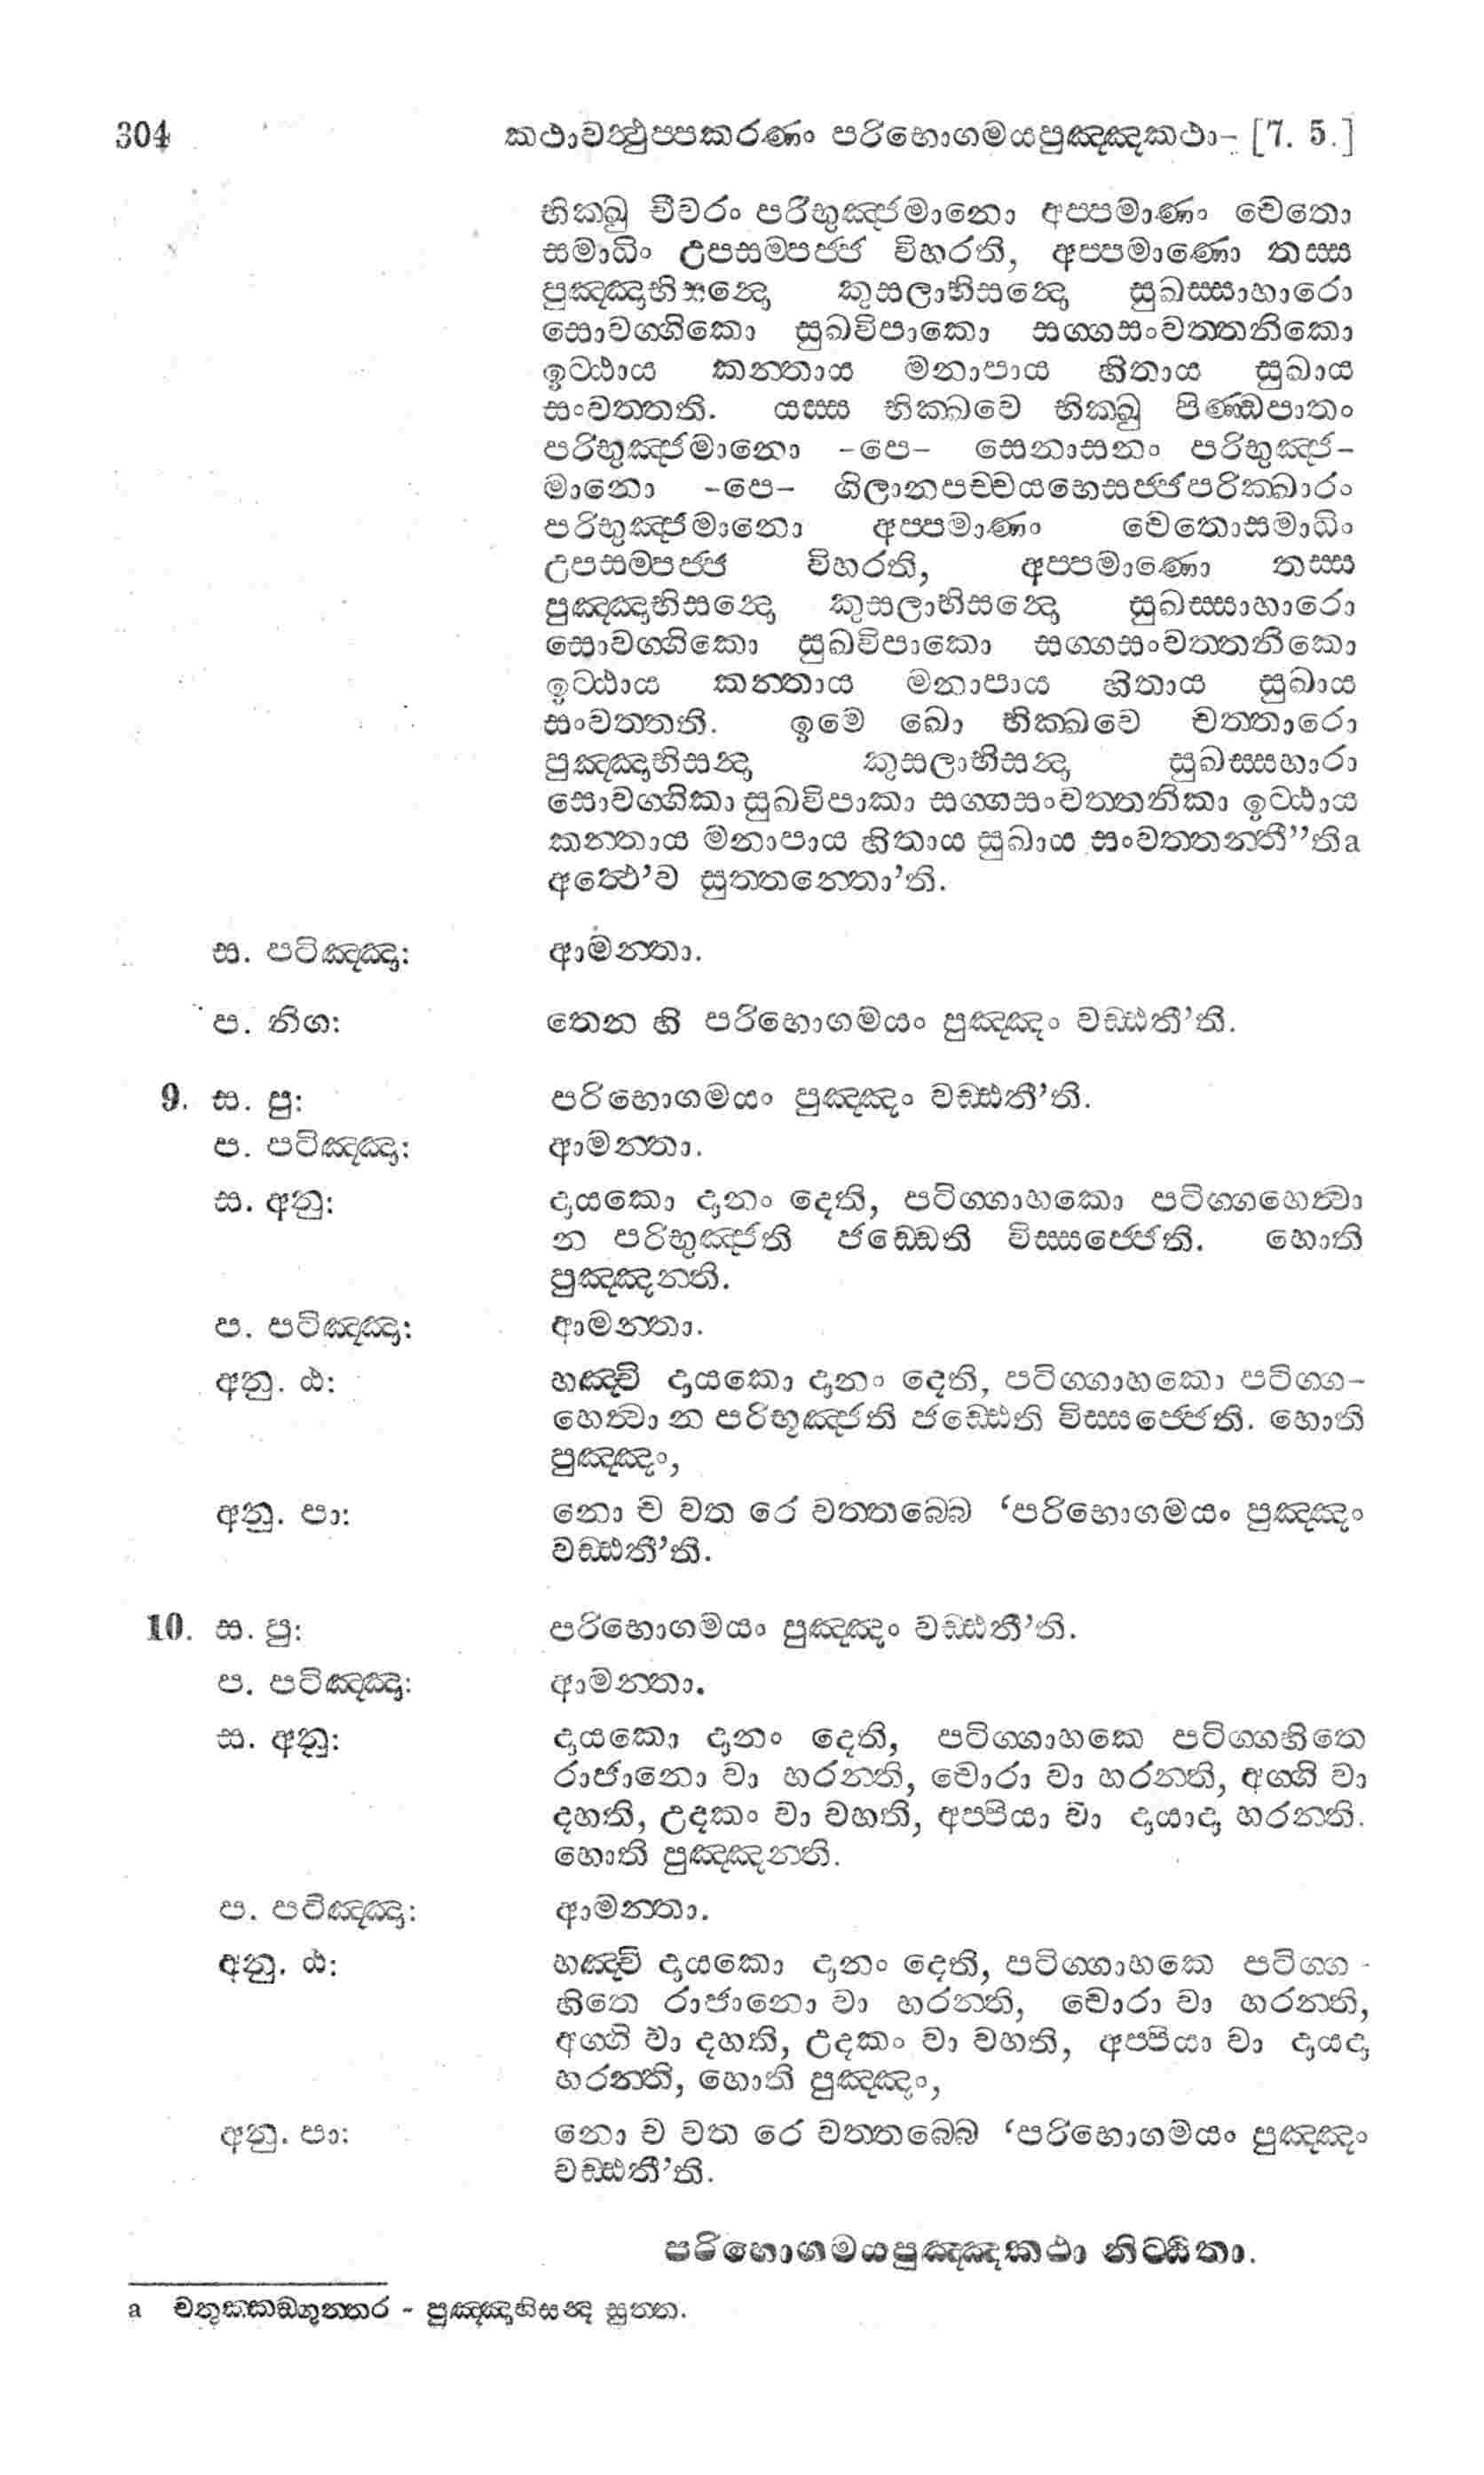 304 කථාවත්‍ථුප්පකරණං පරිභොගමයපුඤ්ඤකථා- [7. 5.]
භික්ඛු චීවරං පරිභුඤ්ජමානො අප්පමාණං චෙතො
සමාධිං උපසම්පජ්ජ විහරති, අප්පමාණො තස්ස
පුඤ්ඤාභිසන්‍දො කුසලාභිසන්‍දො සුඛස්සාහාරො
සොවග්ගිකො සුඛවිපාකො සග්ගසංවත්තනිකො
ඉට්ඨාය කන්තාය මනාපාය හිතාය සුඛාය
සංවත්තති. යස්ස භික්ඛවෙ භික්ඛු පිණ්ඩපාතං
පරිභුඤ්ජමානො -පෙ- සෙනාසනං පරිභුඤ්ජ-
මානො -පෙ- ගිලානපච්චයභෙසජ්ජපරික්ඛාරං
පරිභුඤ්ජමානො අප්පමාණං චෙතොසමාධිං
උපසම්පජ්ජ විහරති, අප්පමාණො තස්ස
පුඤ්ඤාභිසන්‍දො කුසලාභිසන්‍දො සුඛස්සාහාරො
සොවග්ගිකො සුඛවිපාකො සග්ගසංවත්තනිකො
ඉට්ඨාය කන්තාය මනාපාය හිතාය සුඛාය
සංවත්තති. ඉමෙ ඛො භික්ඛවෙ චත්තාරො
පුඤ්ඤාභිසන්‍දා කුසලාභිසන්‍දා සුඛස්සහාරා
සොවග්ගිකා සුඛවිපාකා සග්ගසංවත්තනිකා ඉට්ඨාය
කන්තාය මනාපාය හිතාය සුඛාය සංවත්තන්තී”තිa
අත්‍ථෙ’ව සුත්තන්තො’ති.
ස. පටිඤ්ඤා: ආමන්තා.
ප. නිග: තෙන හි පරිභොගමයං පුඤ්ඤං වඩ්ඪතී’ති.
9. ස. පු: පරිභොගමයං පුඤ්ඤං වඩ්ඪතී’ති.
ප. පටිඤ්ඤා: ආමන්තා.
ස. අනු: දායකො දානං දෙති, පටිග්ගාහකො පටිග්ගහෙත්‍වා
න පරිභුඤ්ජති ඡඩ්ඩෙති විස්සජ්ජෙති. හොති
පුඤ්ඤන්ති.
ප. පටිඤ්ඤා: ආමන්තා.
අනු. ඨ: හඤ්චි දායකො දානං දෙති, පටිග්ගාහකො පටිග්ග-
හෙත්‍වා න පරිභූඤ්ජති ඡඩ්ඪෙති විස්සජ්ජෙති. හොති
පුඤ්ඤං,
අනු. පා: නො ච වත රෙ වත්තබ්බෙ ‘පරිභොගමයං පුඤ්ඤං
වඩ්ඪතී’ති.
10. ස. පු: පරිභොගමයං පුඤ්ඤං වඩ්ඪතී’ති.
ප. පටිඤ්ඤා: ආමන්තා.
ස. අනු: දායකො දානං දෙති, පටිග්ගාහකෙ පටිග්ගහිතෙ
රාජානො වා හරන්ති, චොරා වා හරන්ති, අග්ගි වා
දහති, උදකං වා වහති, අප්පියා වා දායාදා හරන්ති.
හොති පුඤ්ඤන්ති.
ප. පටිඤ්ඤා: ආමන්තා.
අනු. ඨ: හඤ්චි දායකො දානං දෙති, පටිග්ගාහකෙ පටිග්ග-
හිතෙ රාජානො වා හරන්ති, චොරා වා හරන්ති,
අග්ගි වා දහති, උදකං වා වහති, අප්පියා වා දායදා
හරන්ති, හොති පුඤ්ඤං,
අනු. පා: නො ච වත රෙ වත්තබ්බෙ ‘පරිභොගමයං පුඤ්ඤං
වඩ්ඪතී’ති.
පරිභොගමයපුඤ්ඤකථා නිට්ඨිතා.
a චතුක්කඞ්ගුත්තර - පුඤ්ඤාභිසන්‍ද සුත්ත.